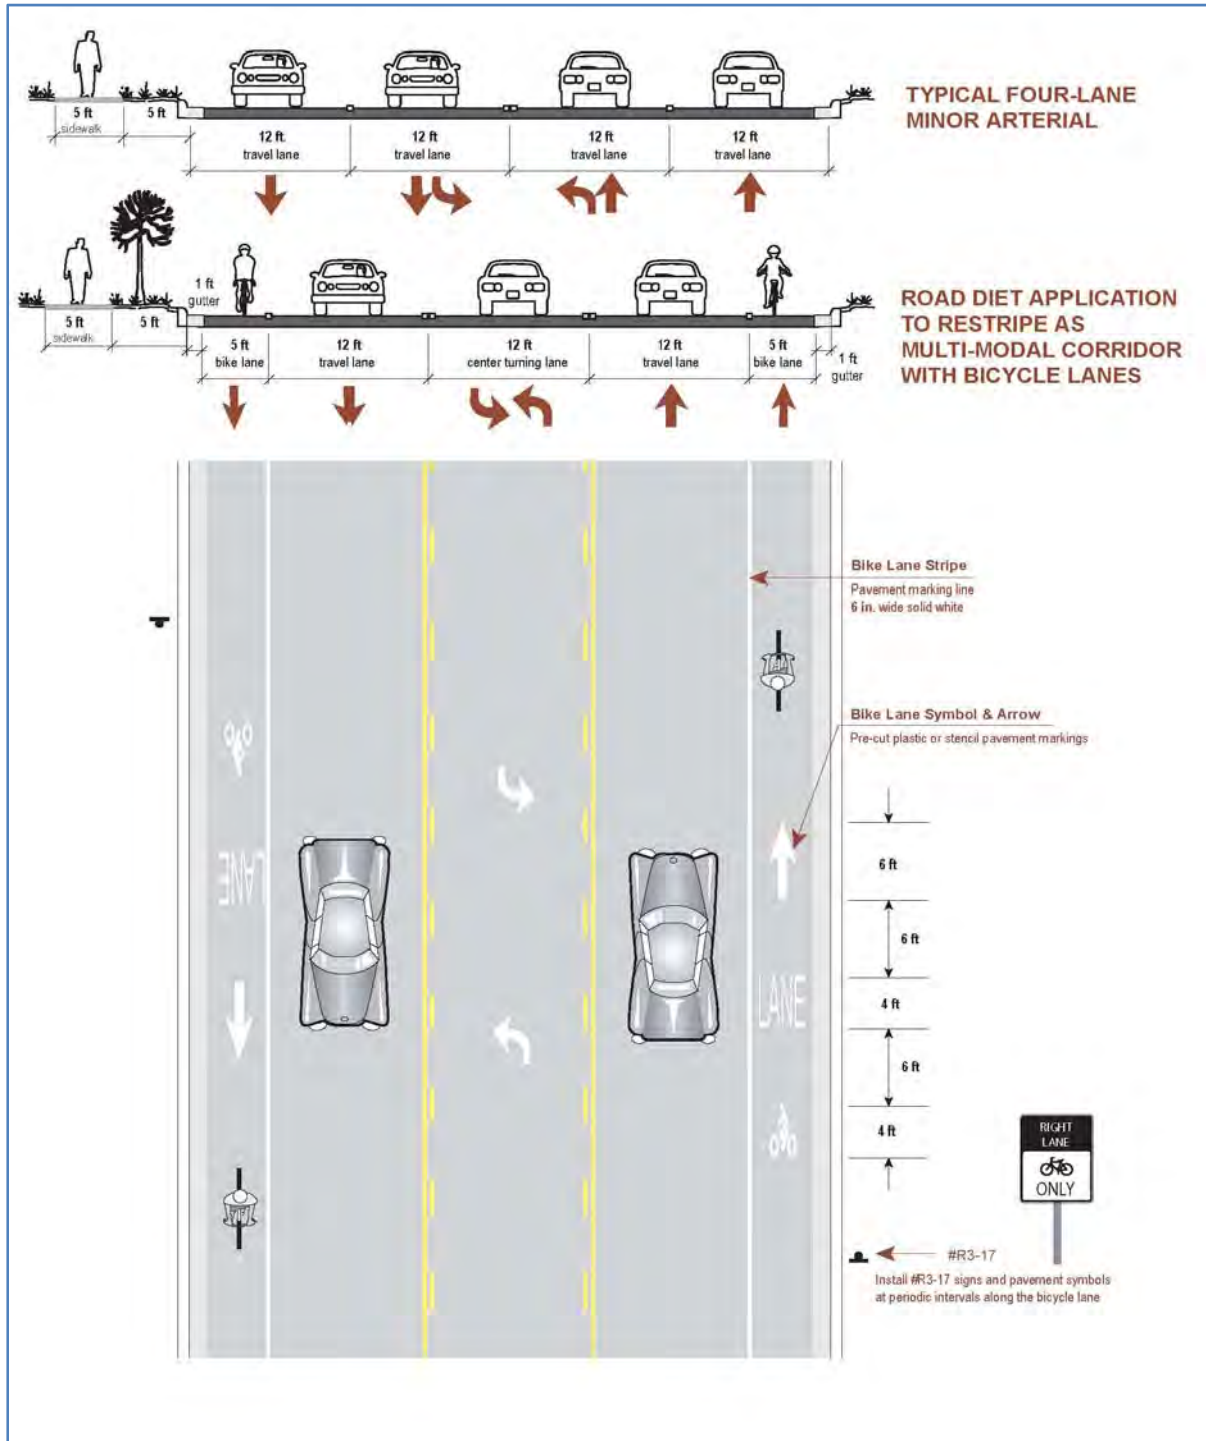 TYPICAL FOUR-LANE
MINOR ARTERIAL
5 ft
sidewalk
5 ft
12 ft
travel lane
12 ft
travel lane
12 ft
travel lane
12 ft
travel lane
ROAD DIET APPLICATION
TO RESTRIPE AS
MULTI-MODAL CORRIDOR
WITH BICYCLE LANES
1 ft
gutter
5 ft
sidewalk
5 ft
5 ft
bike lane
12 ft
travel lane
12 ft
center turning lane
12 ft
travel lane
5 ft
bike lane
1 ft
gutter
Bike Lane Stripe
Pavement marking line
6 in. wide solid white
Bike Lane Symbol & Arrow
Pre-cut plastic or stencil pavement markings
LANE
6 ft
6 ft
LANE
4 ft
6 ft
4 ft
RIGHT
LANE
ONLY
#R3-17
Install #R3-17 signs and pavement symbols
at periodic intervals along the bicycle lane